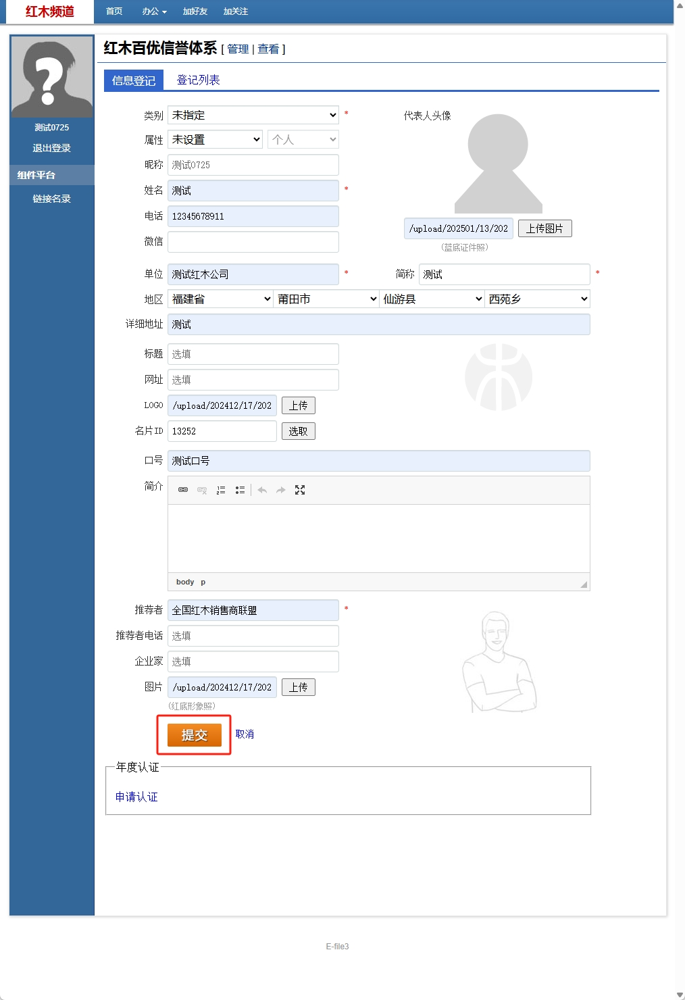 红木频道 首页 办公 加好友 加关注
?
测试0725
退出登录
组件平台
链接名录
红木百优信誉体系 [ 管理 | 查看 ]
信息登记 登记列表
类别 未指定 * 代表人头像
属性 未设置 个人
昵称 测试0725
姓名 测试 *
电话 12345678911
/upload/202501/13/202 上传图片
微信
(蓝底证件照)
单位 测试红木公司 * 简称 测试 *
地区 福建省 莆田市 仙游县 西苑乡
详细地址 测试
标题 选填
网址 选填
LOGO /upload/202412/17/202 上传
名片ID 13252 选取
口号 测试口号
简介
body p
推荐者 全国红木销售商联盟 *
推荐者电话 选填
企业家 选填
图片 /upload/202412/17/202 上传
(红底形象照)
提交 取消
年度认证
申请认证
E-file3